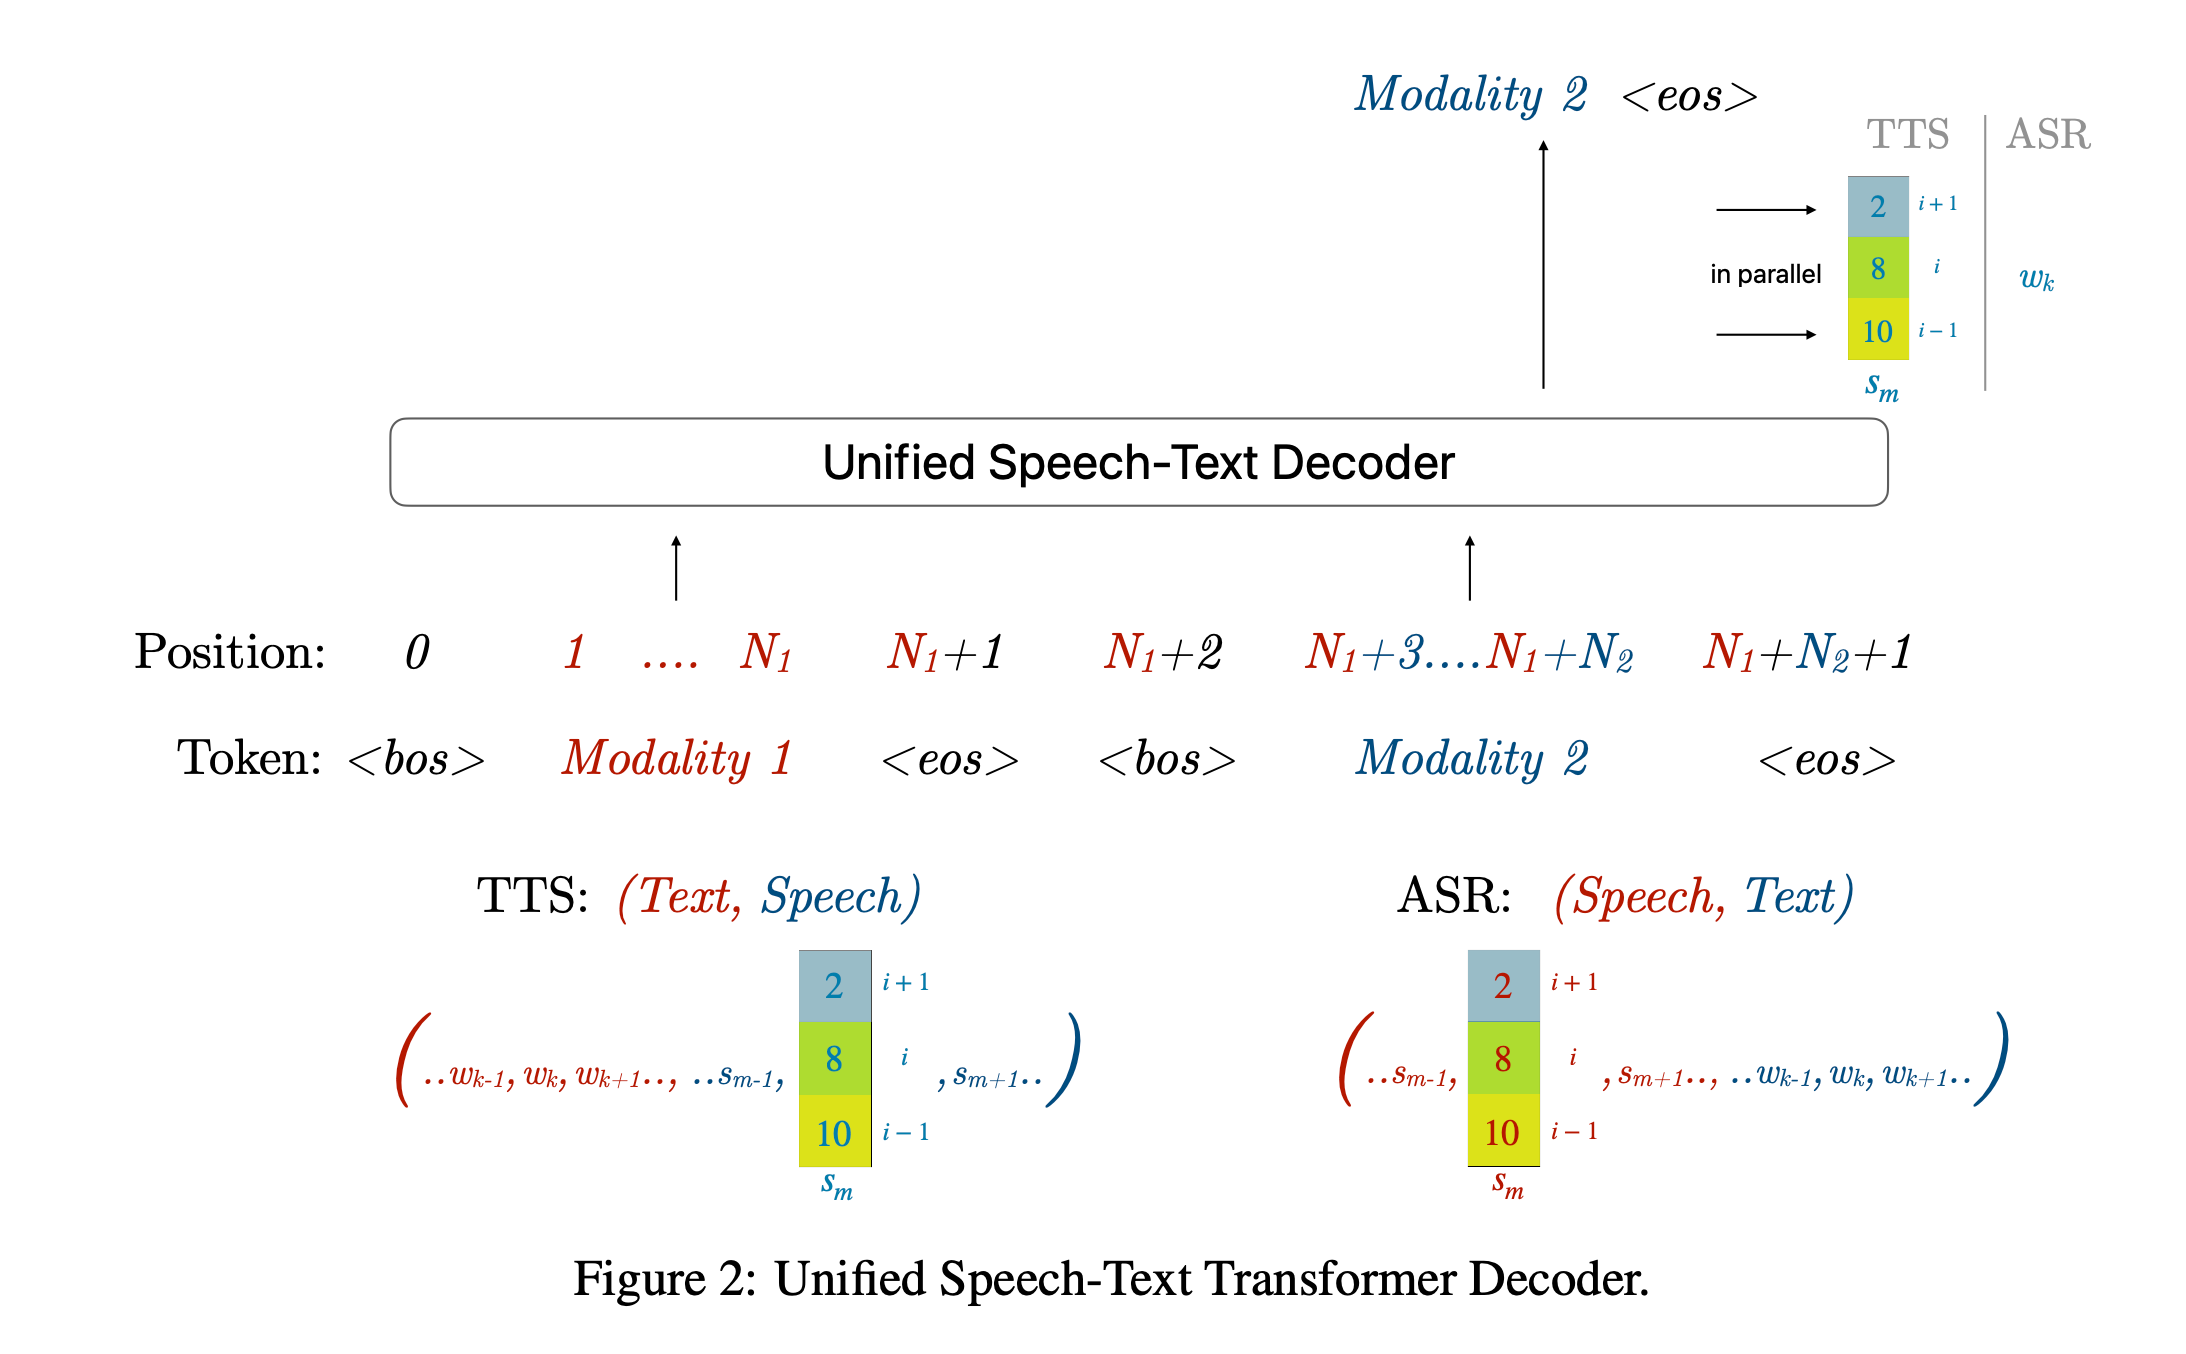 Modality 2 <eos>
TTS ASR
2 i + 1
in parallel 8 i w_k
10 i − 1
s_m
Unified Speech-Text Decoder
Position: 0 1 .... N_1 N_1+1 N_1+2 N_1+3....N_1+N_2 N_1+N_2+1
Token: <bos> Modality 1 <eos> <bos> Modality 2 <eos>
TTS: (Text, Speech)
2 i + 1
(..w_{k-1}, w_k, w_{k+1}.., ..s_{m-1}, 8 i , s_{m+1}..)
10 i − 1
s_m
ASR: (Speech, Text)
2 i + 1
(..s_{m-1}, 8 i , s_{m+1}.., ..w_{k-1}, w_k, w_{k+1}..)
10 i − 1
s_m
Figure 2: Unified Speech-Text Transformer Decoder.